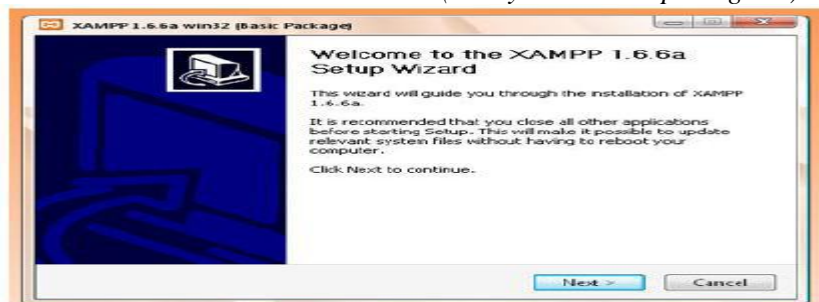 XAMPP 1.6.6a win32 (Basic Package)
Welcome to the XAMPP 1.6.6a
Setup Wizard
This wizard will guide you through the installation of XAMPP
1.6.6a.
It is recommended that you close all other applications
before starting Setup. This will make it possible to update
relevant system files without having to reboot your
computer.
Click Next to continue.
Next >
Cancel